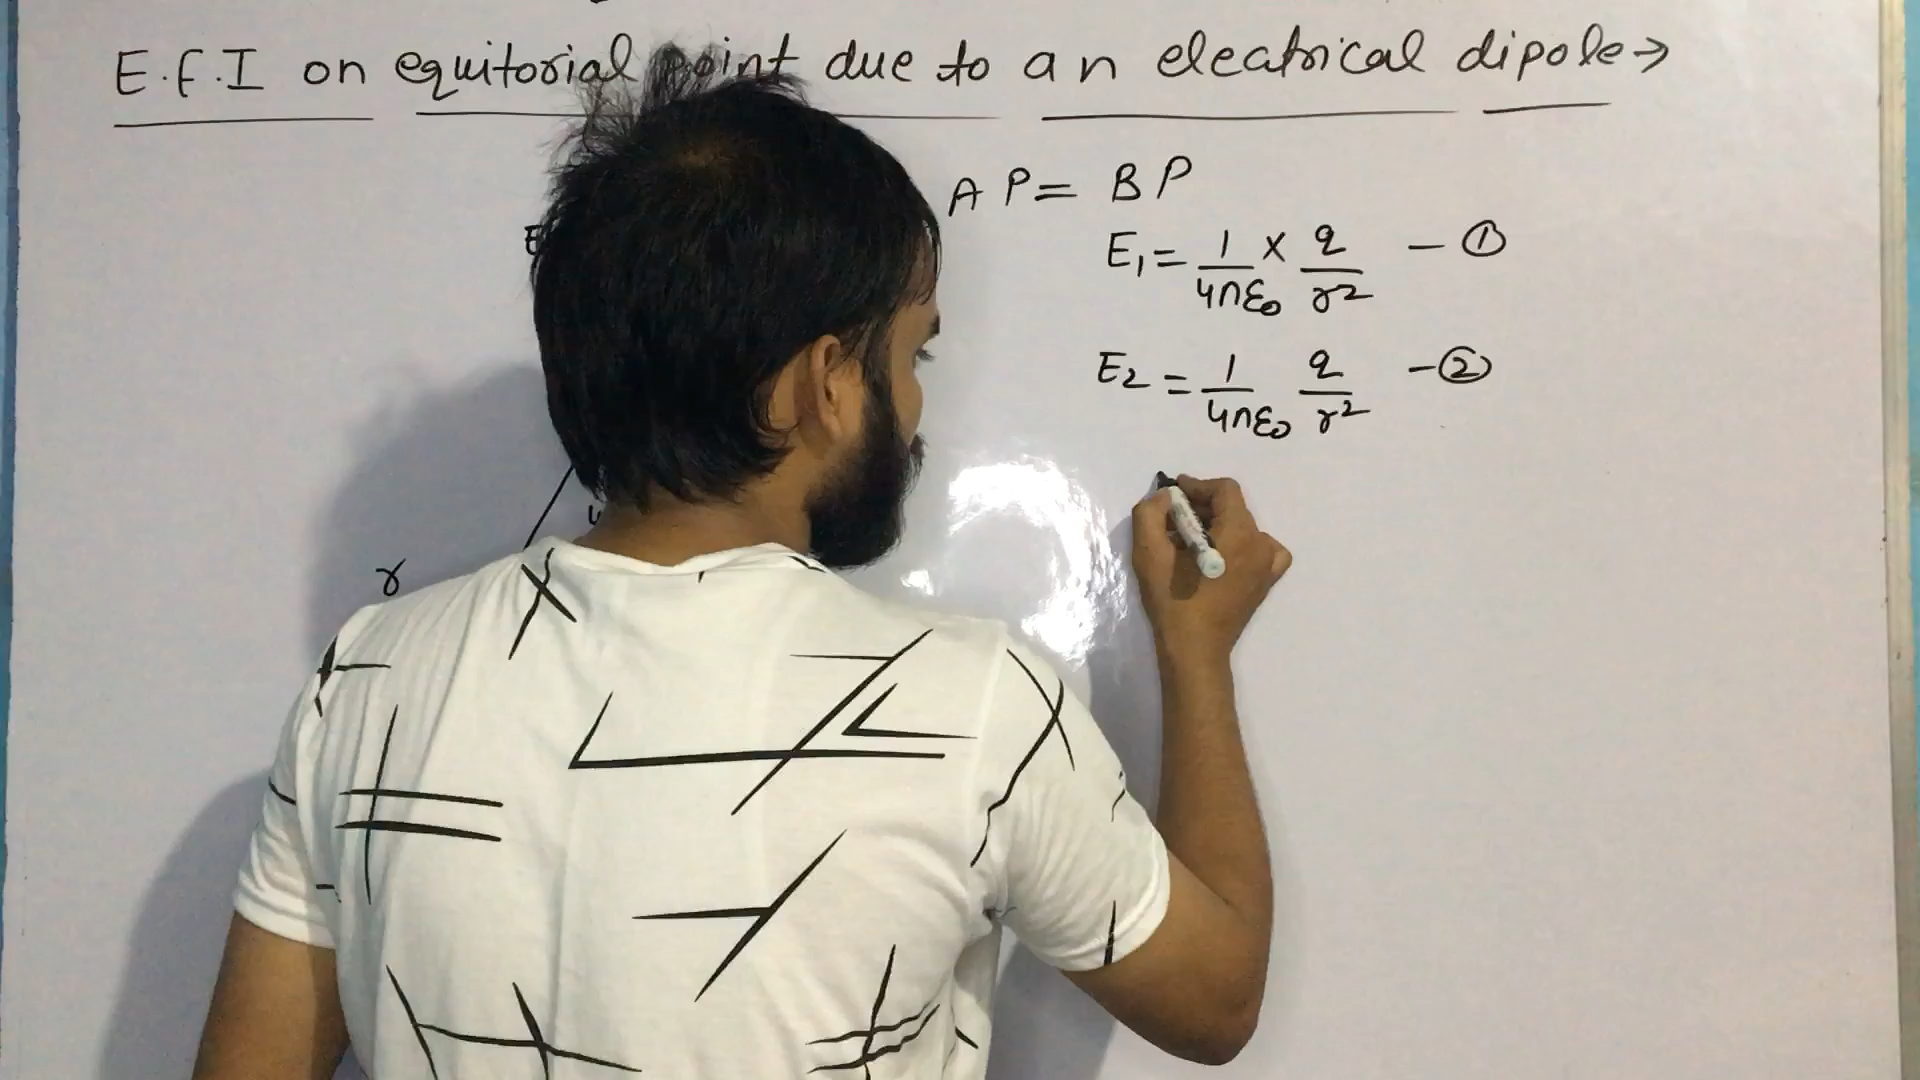 E.F.I on equitorial point due to an electrical dipole →
AP = BP
E₁ = 1/4πε₀ × q/r² — ①
E₂ = 1/4πε₀ q/r² — ②
E
r